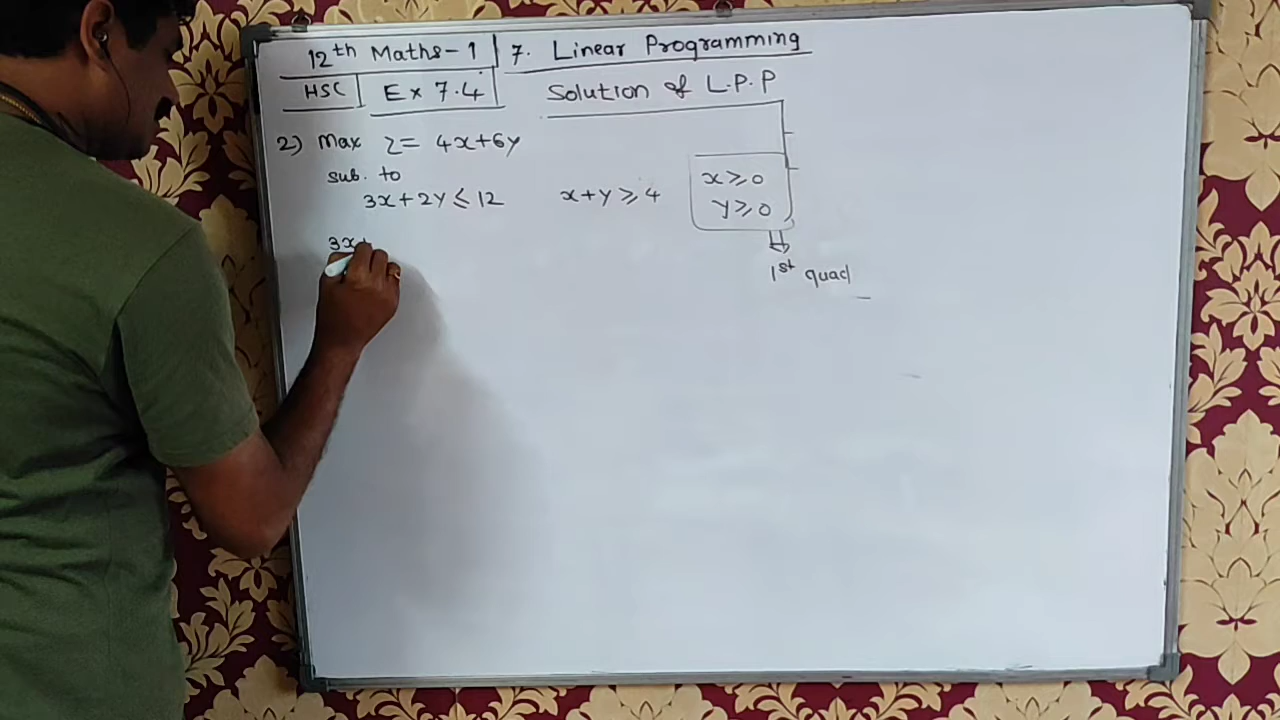 12th Maths-1 | 7. Linear Programming
HSC | Ex 7.4 Solution of L.P.P
2) Max Z= 4x+6y
sub. to
3x+2y≤12 x+y≥4 x≥0
y≥0
3x+
1st quad